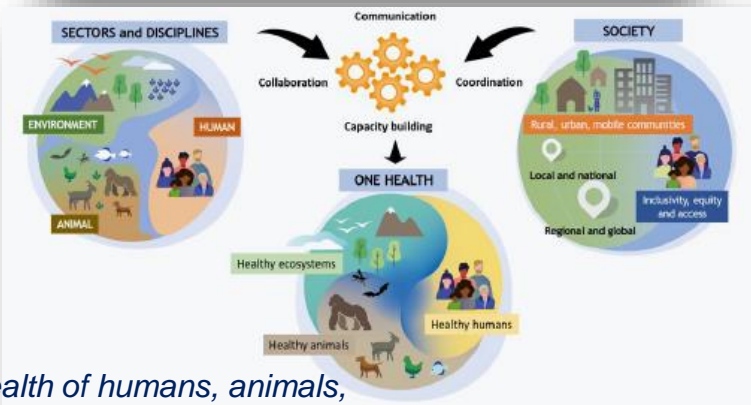 Communication
SECTORS and DISCIPLINES
SOCIETY
Collaboration
Coordination
ENVIRONMENT
HUMAN
Capacity building
Rural, urban, mobile communities
Local and national
ONE HEALTH
Inclusivity, equity
and access
ANIMAL
Regional and global
Healthy ecosystems
Healthy humans
Healthy animals
of humans, animals,